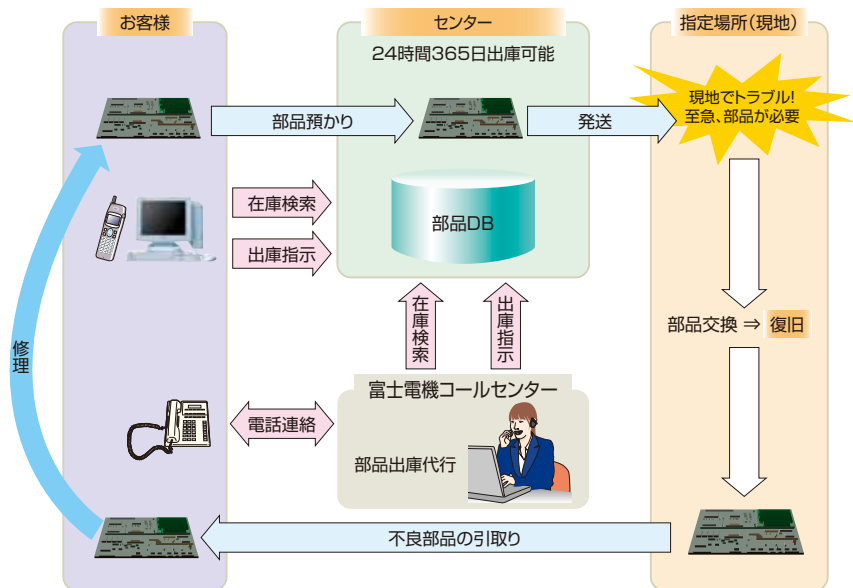 お客様
センター
指定場所（現地）
24時間365日出庫可能
現地でトラブル！
至急、部品が必要
部品預かり
発送
在庫検索
部品DB
出庫指示
在庫検索
出庫指示
部品交換 ⇒ 復旧
修理
富士電機コールセンター
電話連絡
部品出庫代行
不良部品の引取り